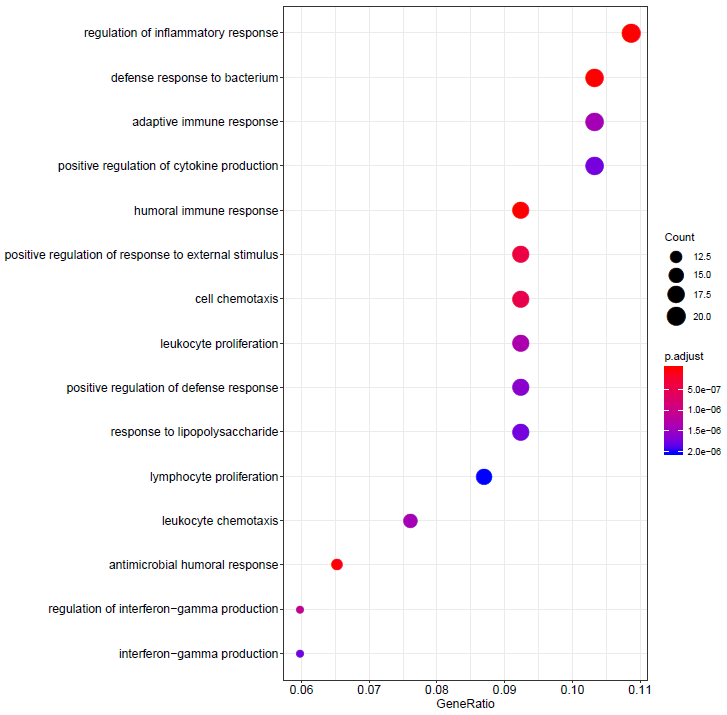 regulation of inflammatory response
defense response to bacterium
adaptive immune response
positive regulation of cytokine production
humoral immune response
positive regulation of response to external stimulus
cell chemotaxis
leukocyte proliferation
positive regulation of defense response
response to lipopolysaccharide
lymphocyte proliferation
leukocyte chemotaxis
antimicrobial humoral response
regulation of interferon−gamma production
interferon−gamma production
0.06 0.07 0.08 0.09 0.10 0.11
GeneRatio
Count
12.5
15.0
17.5
20.0
p.adjust
5.0e−07
1.0e−06
1.5e−06
2.0e−06